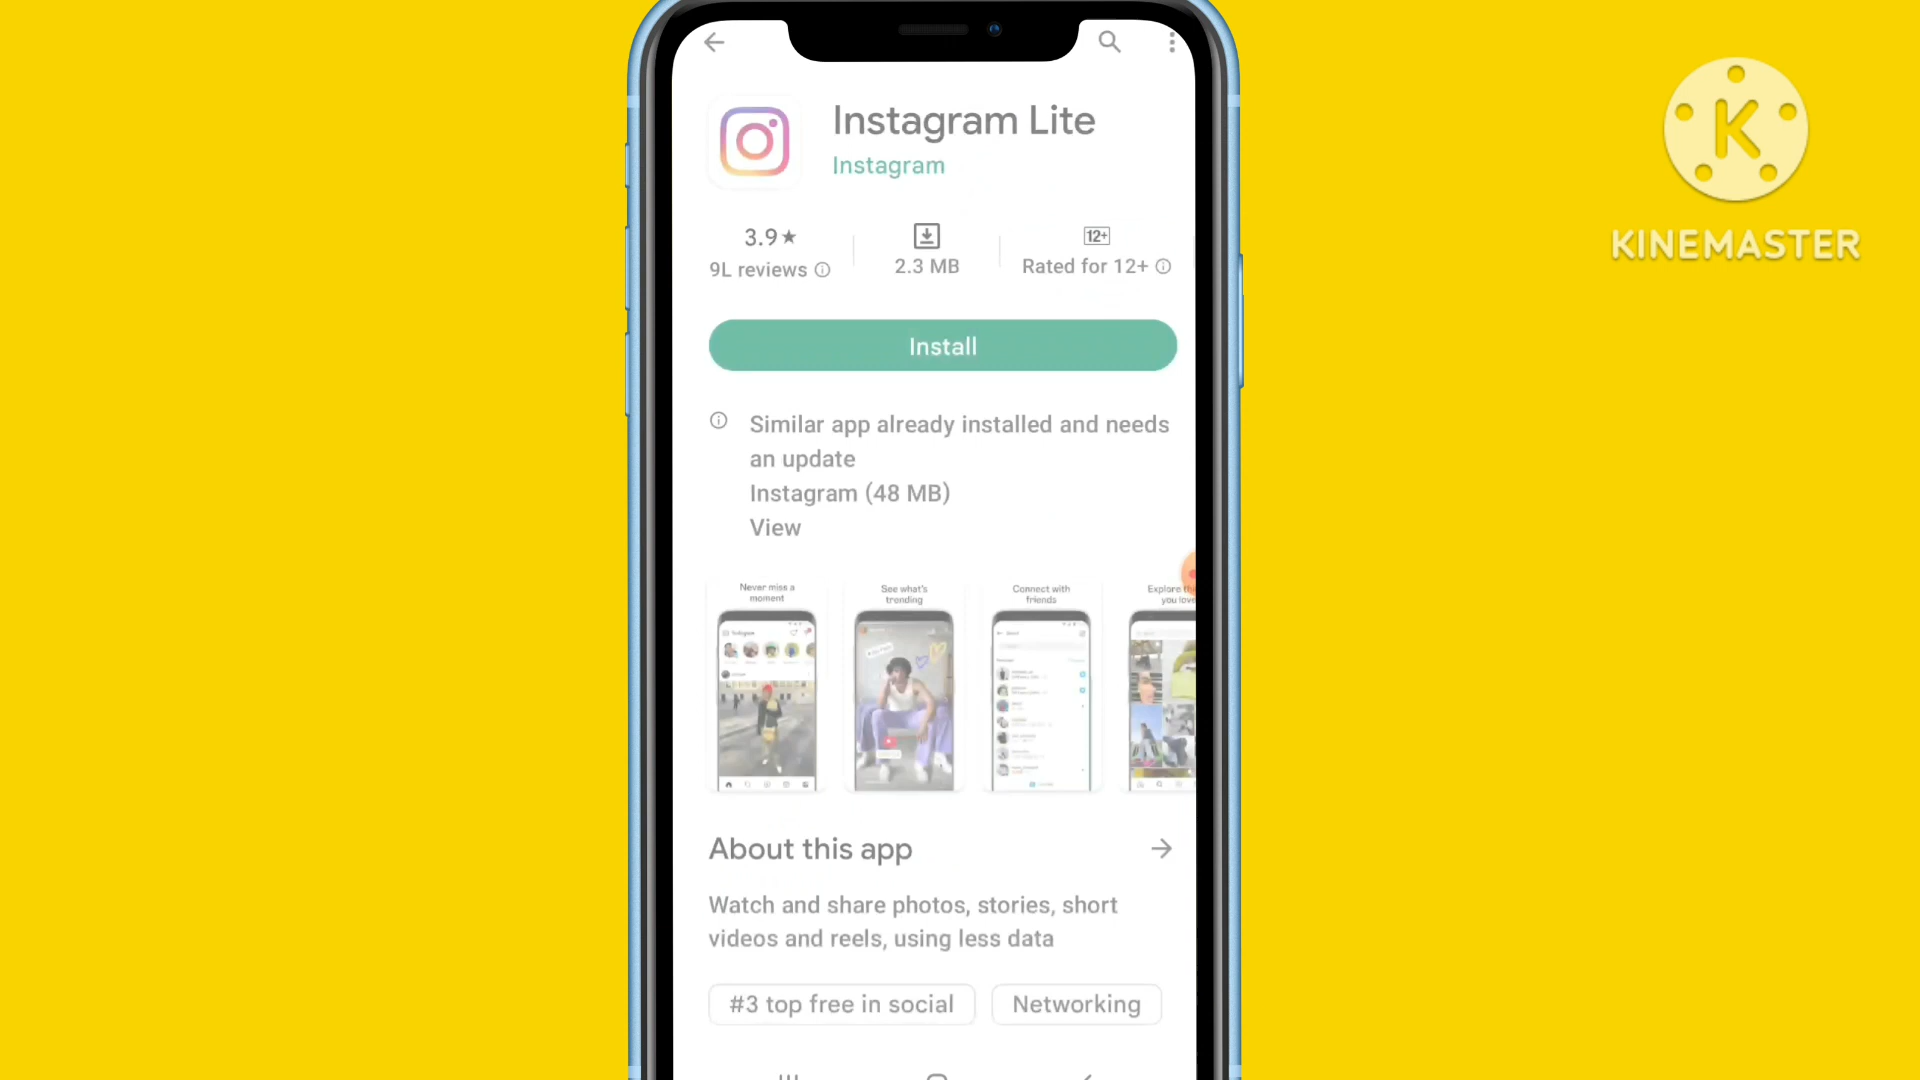 Instagram Lite
Instagram
3.9★
9L reviews
2.3 MB
12+
Rated for 12+
Install
Similar app already installed and needs
an update
Instagram (48 MB)
View
Never miss a
moment
See what's
trending
Connect with
friends
Explore
you love
About this app
Watch and share photos, stories, short
videos and reels, using less data
#3 top free in social
Networking
K
KINEMASTER